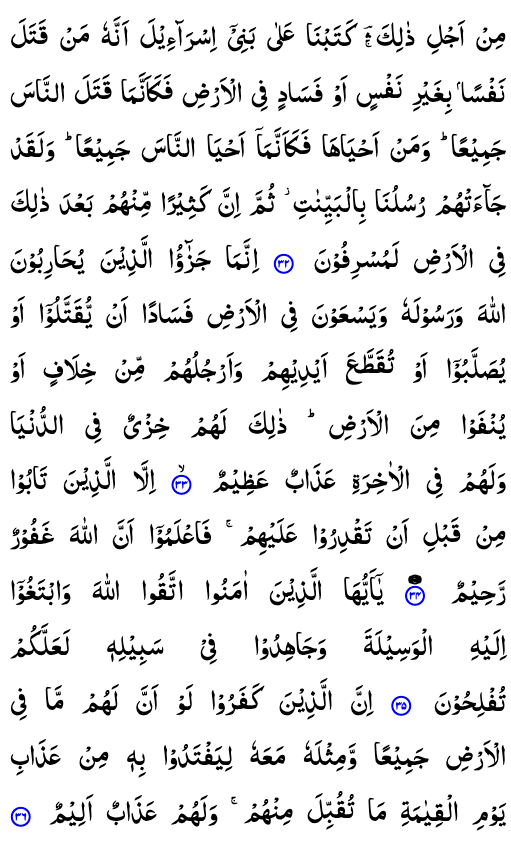 مِنْ اَجْلِ ذٰلِكَ ۛۚ كَتَبْنَا عَلٰى بَنِیْۤ اِسْرَآءِیْلَ اَنَّهٗ مَنْ قَتَلَ
نَفْسًۢا بِغَیْرِ نَفْسٍ اَوْ فَسَادٍ فِی الْاَرْضِ فَكَاَنَّمَا قَتَلَ النَّاسَ
جَمِیْعًا ؕ وَمَنْ اَحْیَاهَا فَكَاَنَّمَاۤ اَحْیَا النَّاسَ جَمِیْعًا ؕ وَلَقَدْ
جَآءَتْهُمْ رُسُلُنَا بِالْبَیِّنٰتِ ؗ ثُمَّ اِنَّ كَثِیْرًا مِّنْهُمْ بَعْدَ ذٰلِكَ
فِی الْاَرْضِ لَمُسْرِفُوْنَ ۳۲ اِنَّمَا جَزٰٓؤُا الَّذِیْنَ یُحَارِبُوْنَ
اللّٰهَ وَرَسُوْلَهٗ وَیَسْعَوْنَ فِی الْاَرْضِ فَسَادًا اَنْ یُّقَتَّلُوْۤا اَوْ
یُصَلَّبُوْۤا اَوْ تُقَطَّعَ اَیْدِیْهِمْ وَاَرْجُلُهُمْ مِّنْ خِلَافٍ اَوْ
یُنْفَوْا مِنَ الْاَرْضِ ؕ ذٰلِكَ لَهُمْ خِزْیٌ فِی الدُّنْیَا
وَلَهُمْ فِی الْاٰخِرَةِ عَذَابٌ عَظِیْمٌ ۙ۳۳ اِلَّا الَّذِیْنَ تَابُوْا
مِنْ قَبْلِ اَنْ تَقْدِرُوْا عَلَیْهِمْ ۚ فَاعْلَمُوْۤا اَنَّ اللّٰهَ غَفُوْرٌ
رَّحِیْمٌ ۳۴ یٰۤاَیُّهَا الَّذِیْنَ اٰمَنُوا اتَّقُوا اللّٰهَ وَابْتَغُوْۤا
اِلَیْهِ الْوَسِیْلَةَ وَجَاهِدُوْا فِیْ سَبِیْلِهٖ لَعَلَّكُمْ
تُفْلِحُوْنَ ۳۵ اِنَّ الَّذِیْنَ كَفَرُوْا لَوْ اَنَّ لَهُمْ مَّا فِی
الْاَرْضِ جَمِیْعًا وَّمِثْلَهٗ مَعَهٗ لِیَفْتَدُوْا بِهٖ مِنْ عَذَابِ
یَوْمِ الْقِیٰمَةِ مَا تُقُبِّلَ مِنْهُمْ ۚ وَلَهُمْ عَذَابٌ اَلِیْمٌ ۳۶